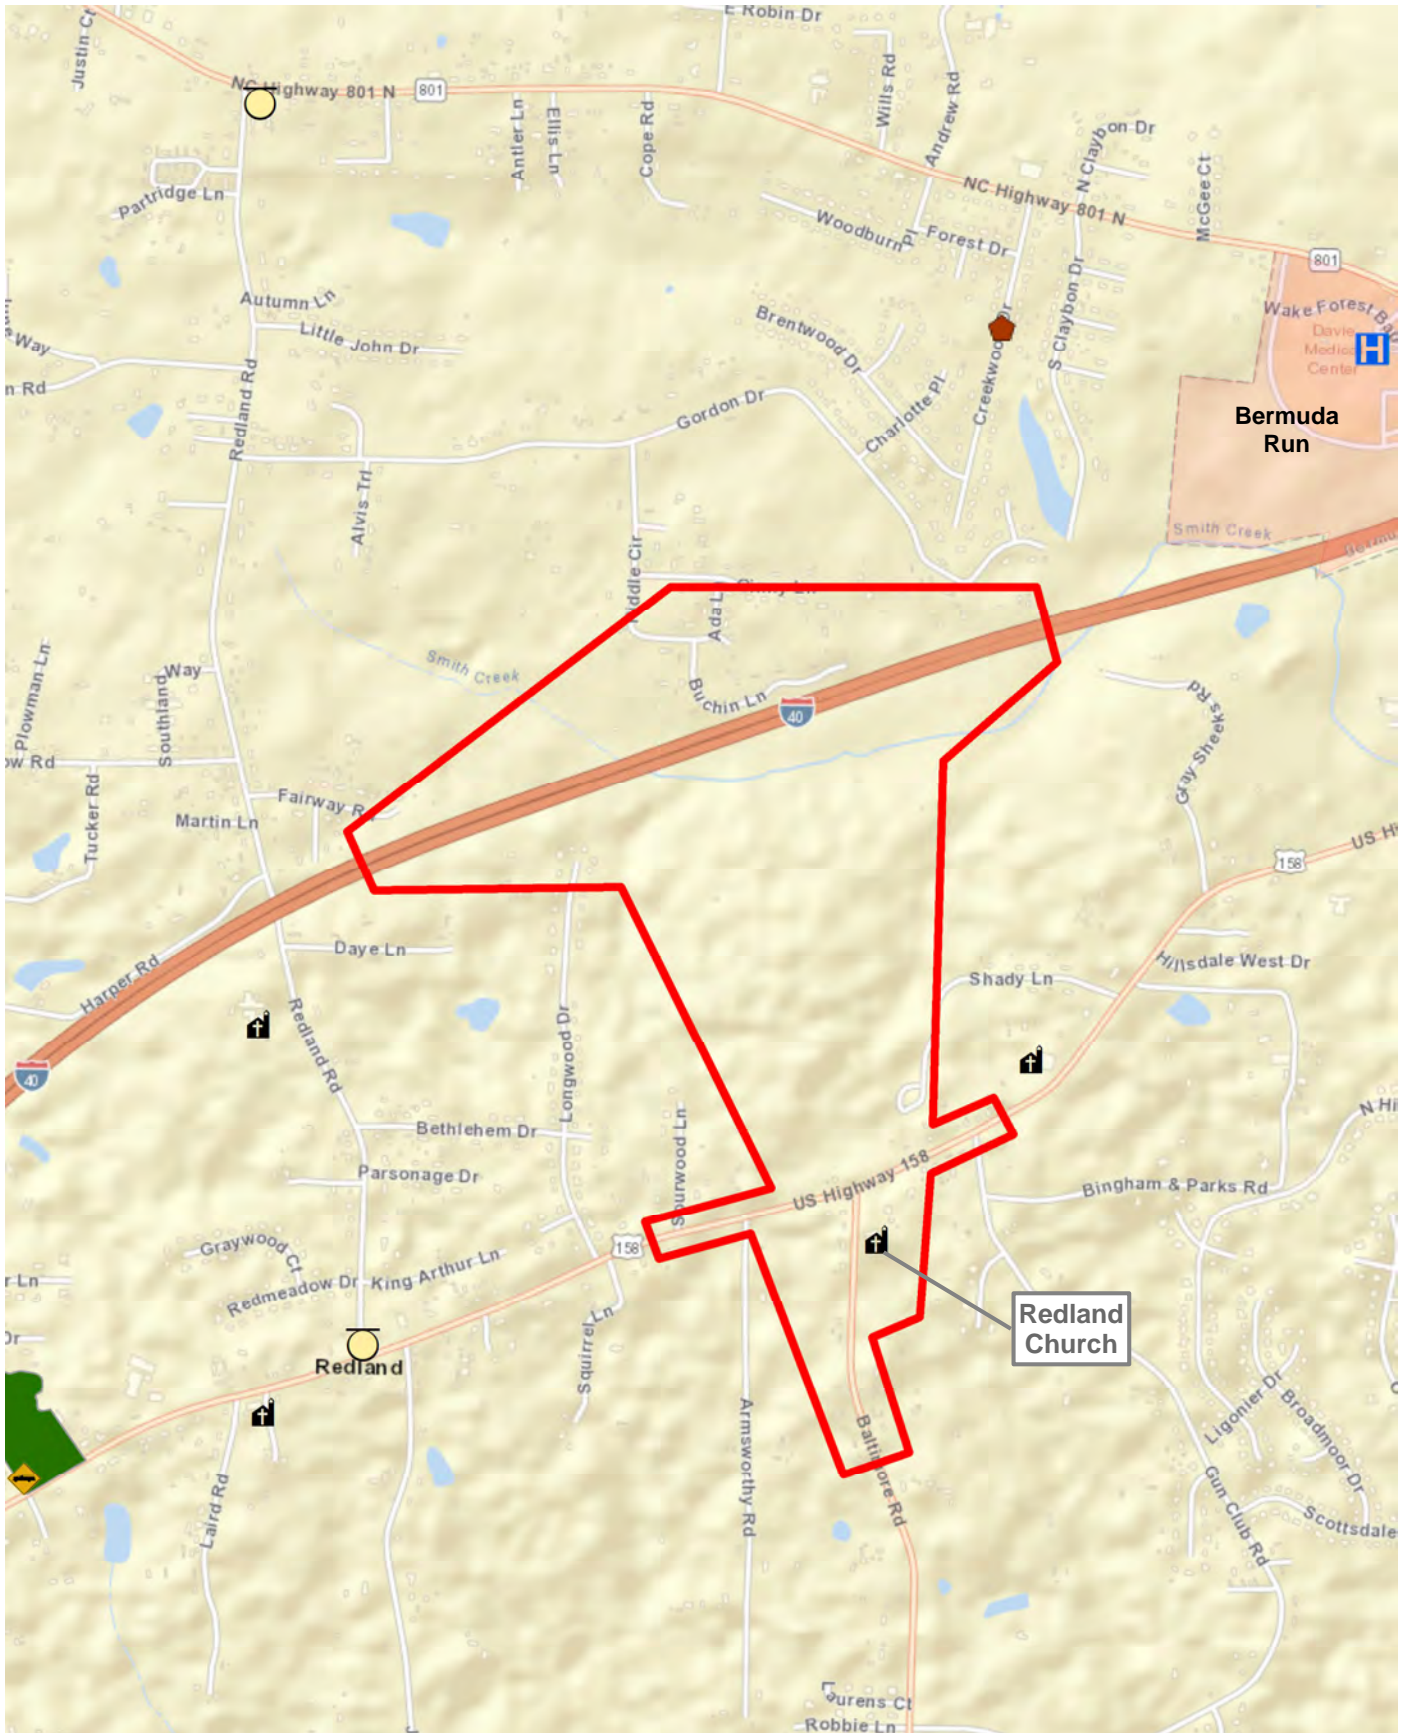 E Robin Dr
Justin Ct
NC Highway 801 N
801
Wills Rd
Andrew Rd
Antler Ln
Ellis Ln
Cope Rd
N Claybon Dr
McGee Ct
NC Highway 801 N
Partridge Ln
Woodburn Pl
Forest Dr
801
Autumn Ln
Little John Dr
Way
n Rd
Redland Rd
Brentwood Dr
Creekwood Dr
S Claybon Dr
Wake Forest Bap
Davie
Medical
Center
H
Bermuda
Run
Gordon Dr
Charlotte Pl
Alvis Trl
Smith Creek
Bermu
Riddle Cir
Ada Ln
Ginny Ln
Smith Creek
Buchin Ln
40
Plowman Ln
Southland
Way
ow Rd
Tucker Rd
Martin Ln
Fairway R
Gray Sheeks Rd
US Hi
158
Harper Rd
Daye Ln
Redland Rd
Longwood Dr
Shady Ln
Hillsdale West Dr
40
Bethlehem Dr
Sourwood Ln
N Hi
Parsonage Dr
US Highway 158
Bingham & Parks Rd
Graywood Ct
158
r Ln
Redmeadow Dr
King Arthur Ln
Dr
Squirrel Ln
Redland
Church
Redland
Armsworthy Rd
Baltimore Rd
Ligonier Dr
Broadmoor Dr
Laird Rd
Gun Club Rd
Scottsdale
Laurens Ct
Robbie Ln